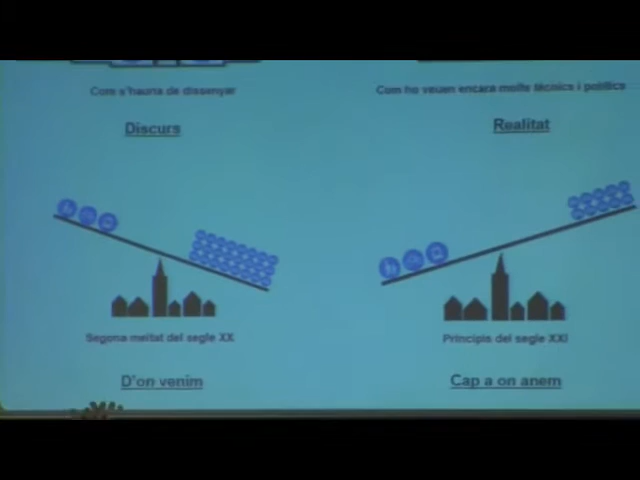 Com s'hauria de dissenyar
Com ho veuen encara molts tècnics i polítics
Discurs
Realitat
Segona meitat del segle XX
Principis del segle XXI
D'on venim
Cap a on anem